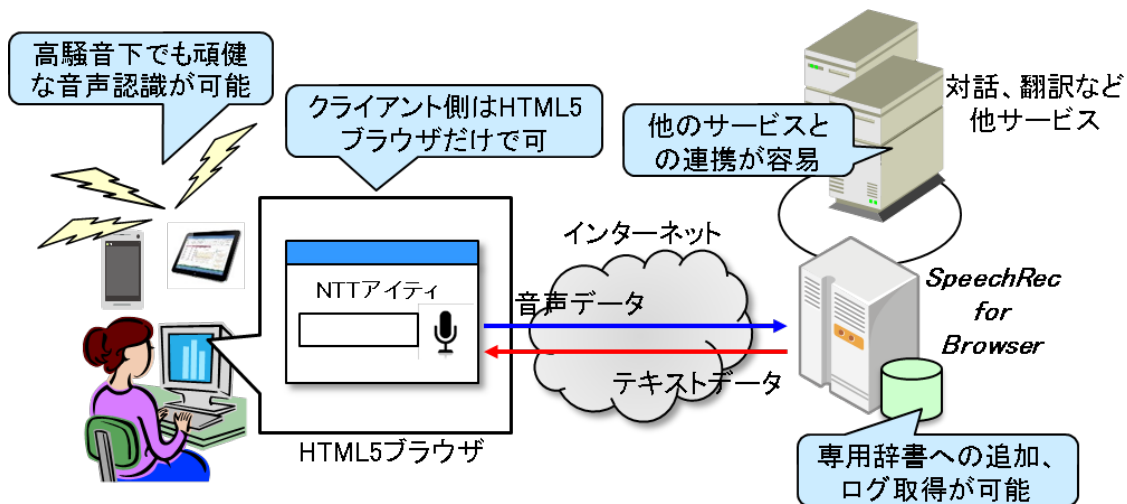 高騒音下でも頑健
な音声認識が可能
クライアント側はHTML5
ブラウザだけで可
他のサービスと
の連携が容易
対話、翻訳など
他サービス
インターネット
NTTアイティ
音声データ
テキストデータ
SpeechRec
for
Browser
HTML5ブラウザ
専用辞書への追加、
ログ取得が可能